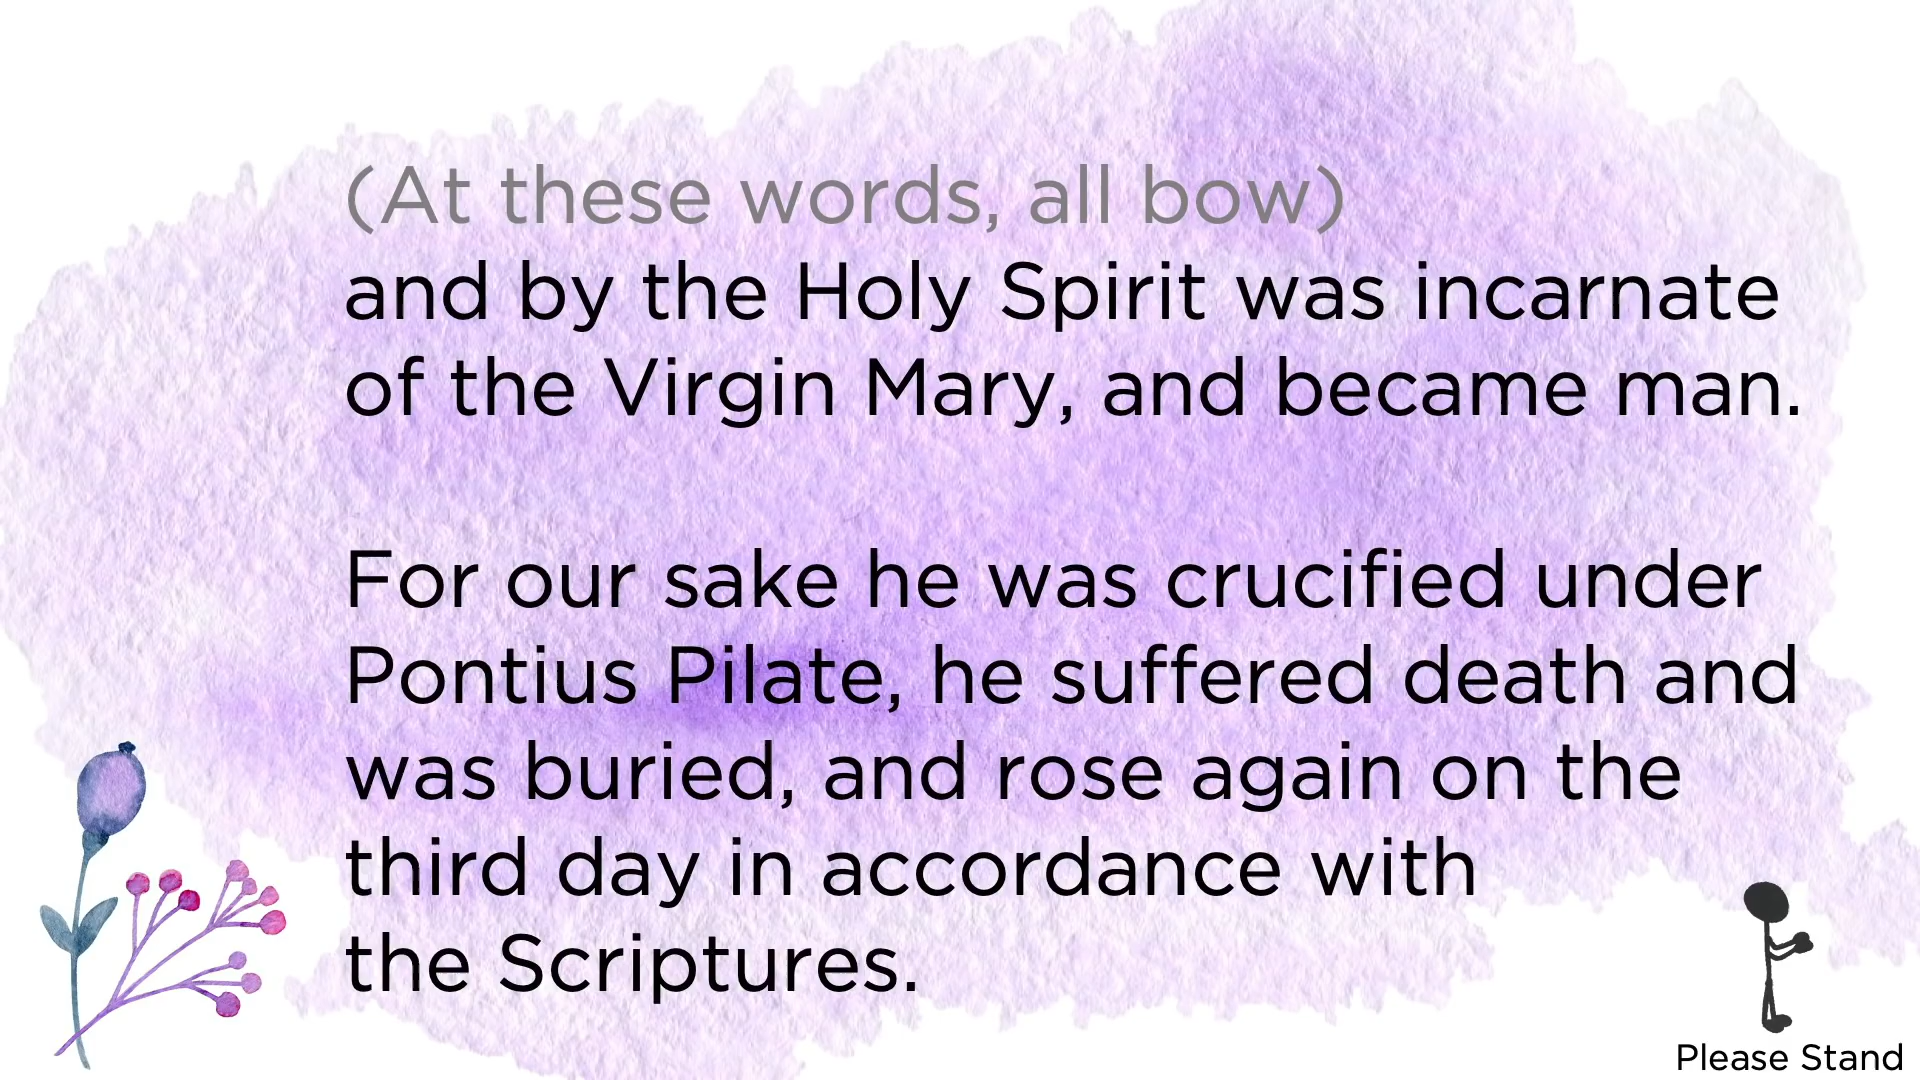 (At these words, all bow)
and by the Holy Spirit was incarnate
of the Virgin Mary, and became man.
For our sake he was crucified under
Pontius Pilate, he suffered death and
was buried, and rose again on the
third day in accordance with
the Scriptures.
Please Stand